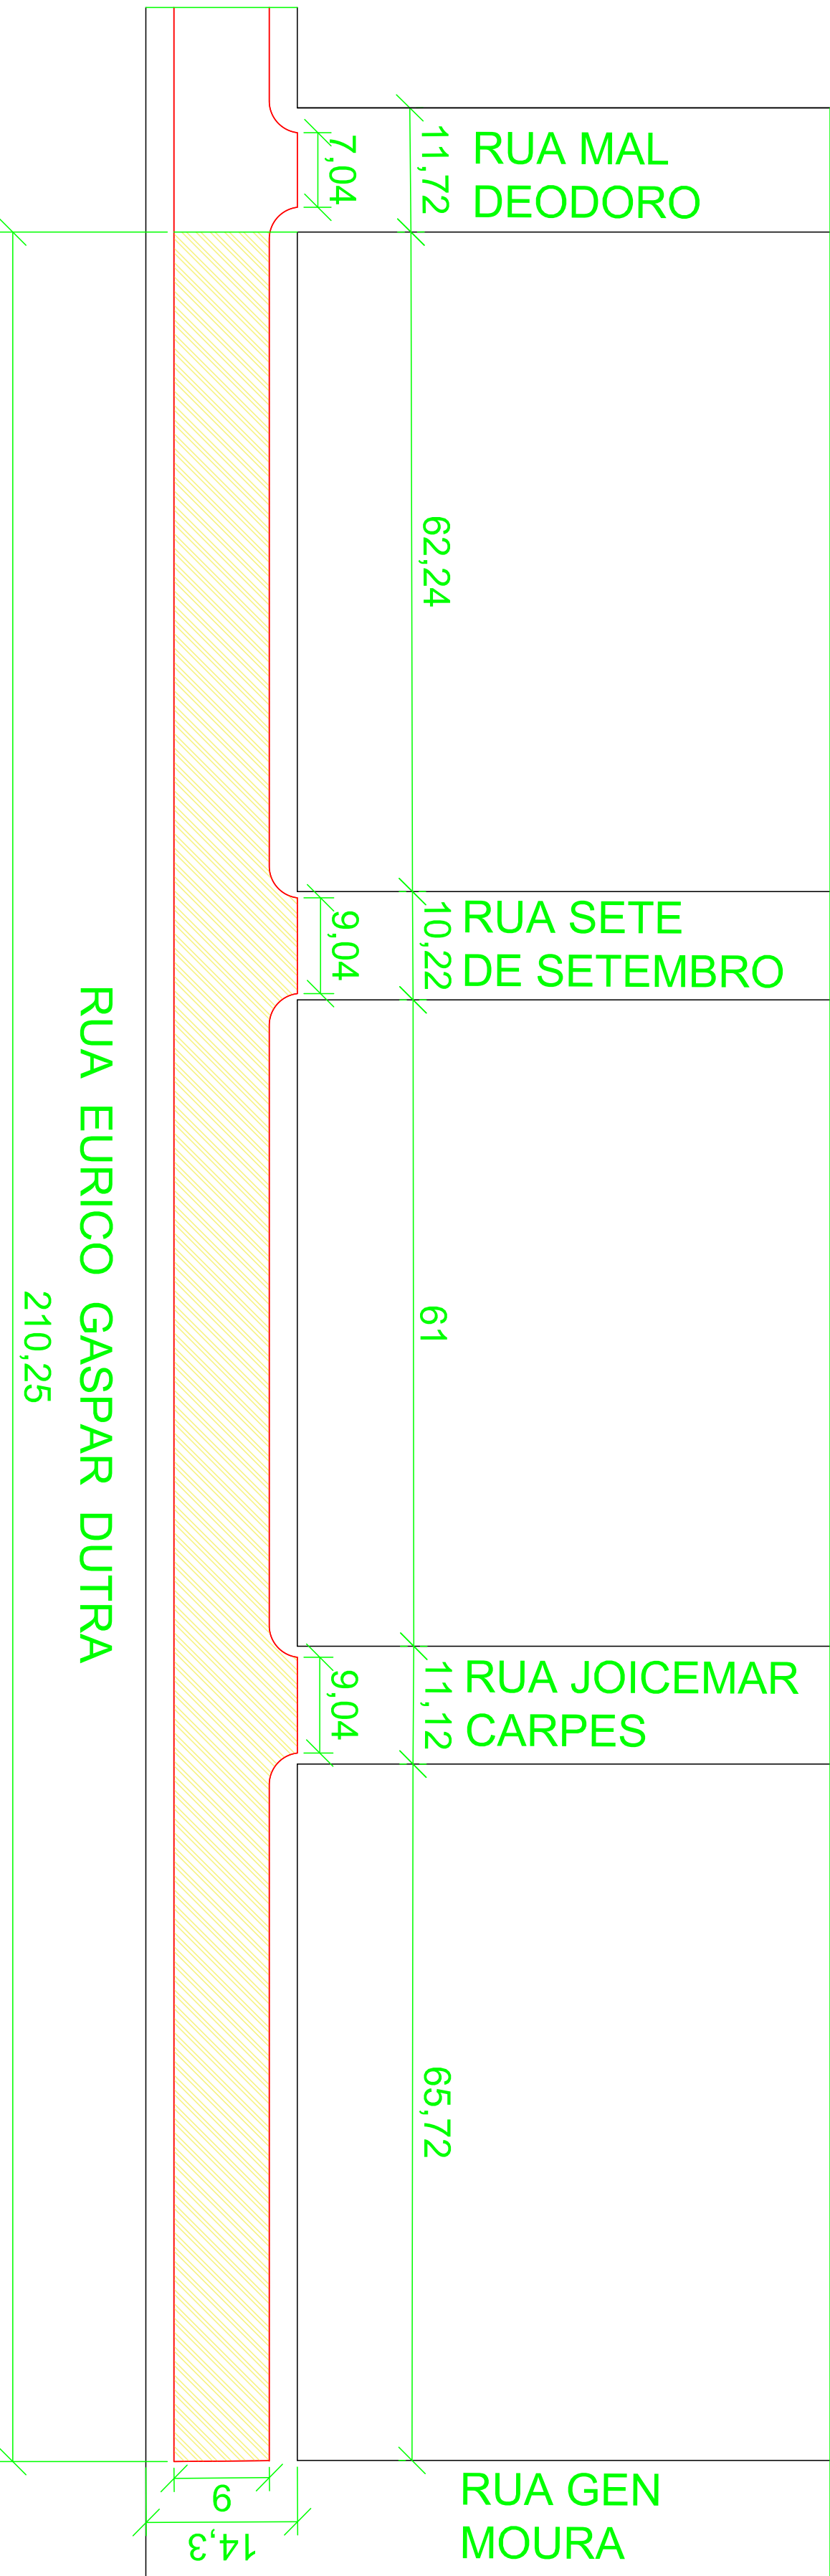 RUA MAL
DEODORO
11,72
7,04
62,24
RUA SETE
DE SETEMBRO
10,22
9,04
RUA EURICO GASPAR DUTRA
210,25
61
RUA JOICEMAR
CARPES
11,12
9,04
65,72
9
14,3
RUA GEN
MOURA